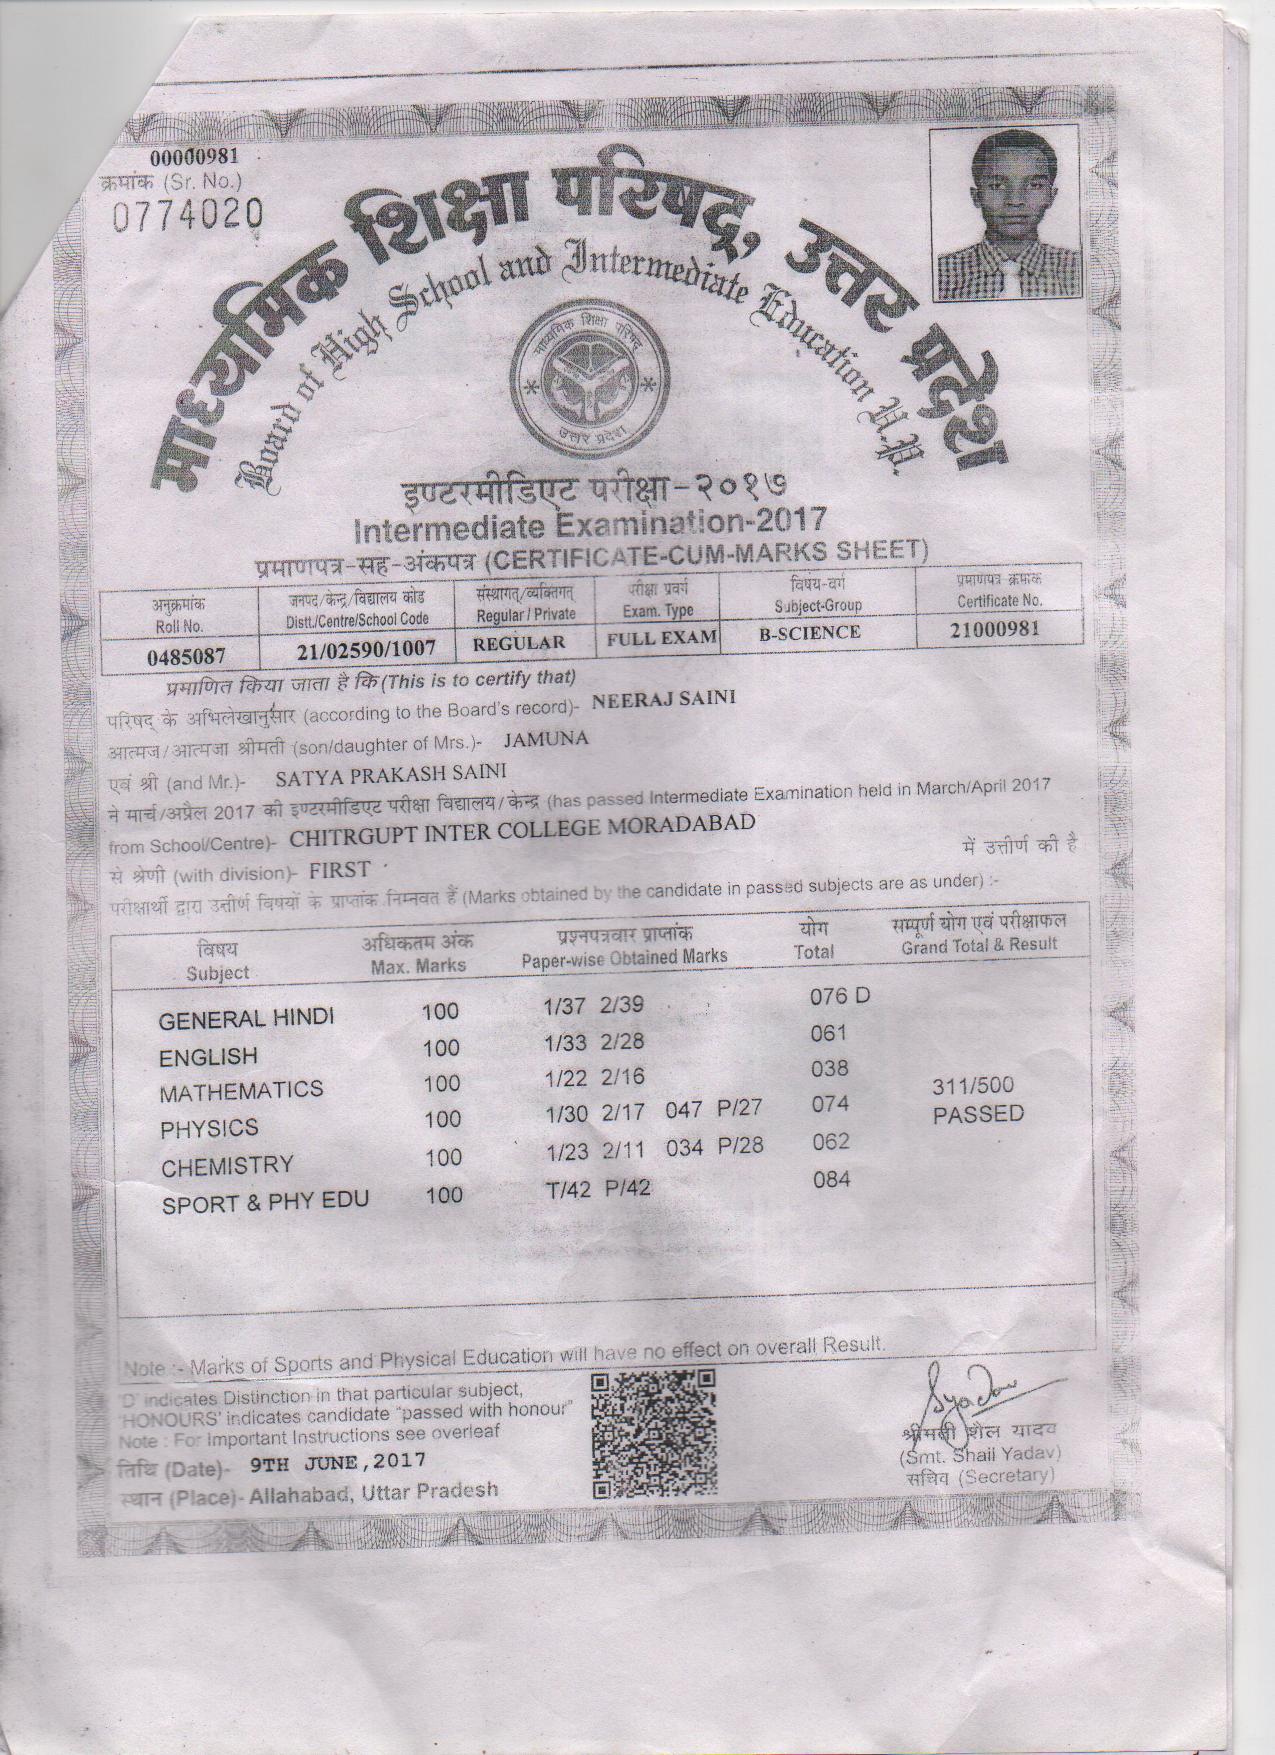 00000981
क्रमांक (Sr. No.)
0774020
माध्यमिक शिक्षा परिषद्, उत्तर प्रदेश
Board of High School and Intermediate Education U.P.
माध्यमिक शिक्षा परिषद्
उत्तर प्रदेश
इण्टरमीडिएट परीक्षा-२०१७
Intermediate Examination-2017
प्रमाणपत्र-सह-अंकपत्र (CERTIFICATE-CUM-MARKS SHEET)
अनुक्रमांक जनपद/केन्द्र/विद्यालय कोड संस्थागत्/व्यक्तिगत् परीक्षा प्रवर्ग विषय-वर्ग प्रमाणपत्र क्रमांक
Roll No. Distt./Centre/School Code Regular / Private Exam. Type Subject-Group Certificate No.
0485087 21/02590/1007 REGULAR FULL EXAM B-SCIENCE 21000981
प्रमाणित किया जाता है कि (This is to certify that)
परिषद् के अभिलेखानुसार (according to the Board's record)- NEERAJ SAINI
आत्मज/आत्मजा श्रीमती (son/daughter of Mrs.)- JAMUNA
एवं श्री (and Mr.)- SATYA PRAKASH SAINI
ने मार्च/अप्रैल 2017 की इण्टरमीडिएट परीक्षा विद्यालय/केन्द्र (has passed Intermediate Examination held in March/April 2017
from School/Centre)- CHITRGUPT INTER COLLEGE MORADABAD
से श्रेणी (with division)- FIRST में उत्तीर्ण की है
परीक्षार्थी द्वारा उत्तीर्ण विषयों के प्राप्तांक निम्नवत हैं (Marks obtained by the candidate in passed subjects are as under) :-
विषय अधिकतम अंक प्रश्नपत्रवार प्राप्तांक योग सम्पूर्ण योग एवं परीक्षाफल
Subject Max. Marks Paper-wise Obtained Marks Total Grand Total & Result
GENERAL HINDI 100 1/37 2/39 076 D
ENGLISH 100 1/33 2/28 061
MATHEMATICS 100 1/22 2/16 038
311/500
PHYSICS 100 1/30 2/17 047 P/27 074
PASSED
CHEMISTRY 100 1/23 2/11 034 P/28 062
SPORT & PHY EDU 100 T/42 P/42 084
Note :- Marks of Sports and Physical Education will have no effect on overall Result.
'D' indicates Distinction in that particular subject,
'HONOURS' indicates candidate "passed with honour"
Note : For Important Instructions see overleaf
तिथि (Date)- 9TH JUNE,2017
स्थान (Place)- Allahabad, Uttar Pradesh
SYadav
श्रीमती शैल यादव
(Smt. Shail Yadav)
सचिव (Secretary)